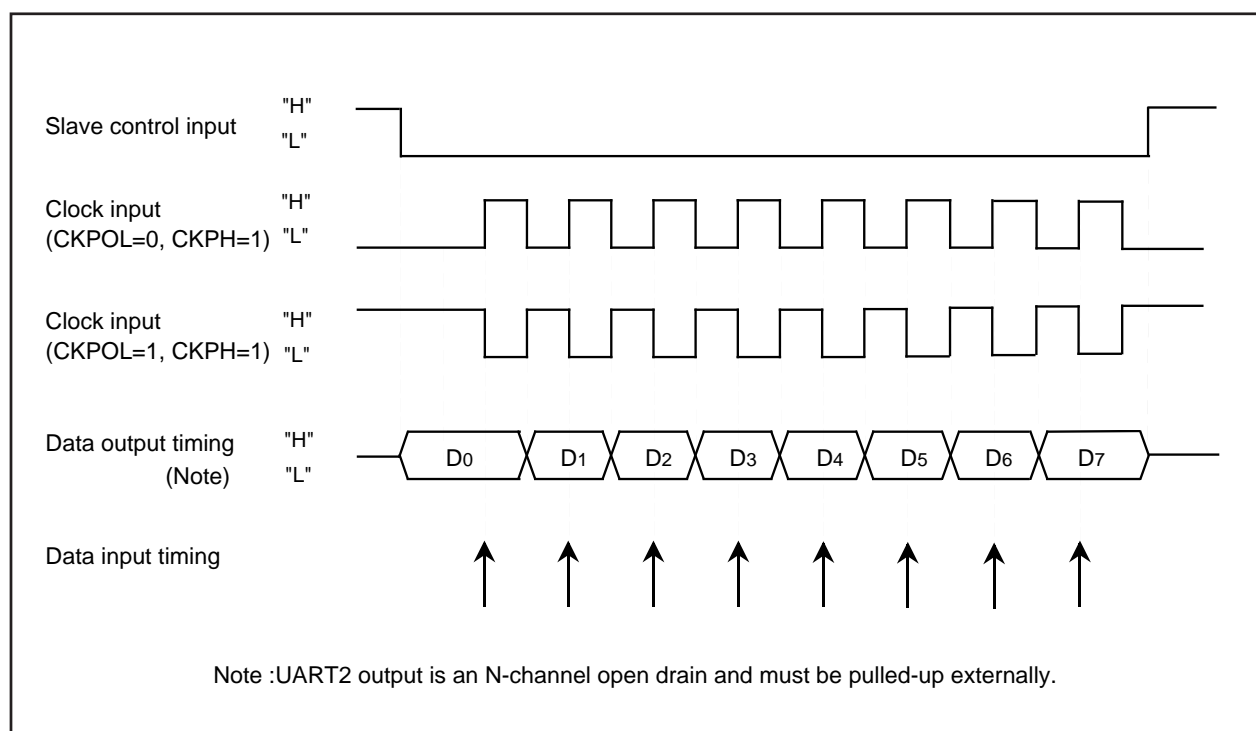 Slave control input "H"
"L"
Clock input "H"
(CKPOL=0, CKPH=1) "L"
Clock input "H"
(CKPOL=1, CKPH=1) "L"
Data output timing "H"
(Note) "L"
D0 D1 D2 D3 D4 D5 D6 D7
Data input timing
Note :UART2 output is an N-channel open drain and must be pulled-up externally.